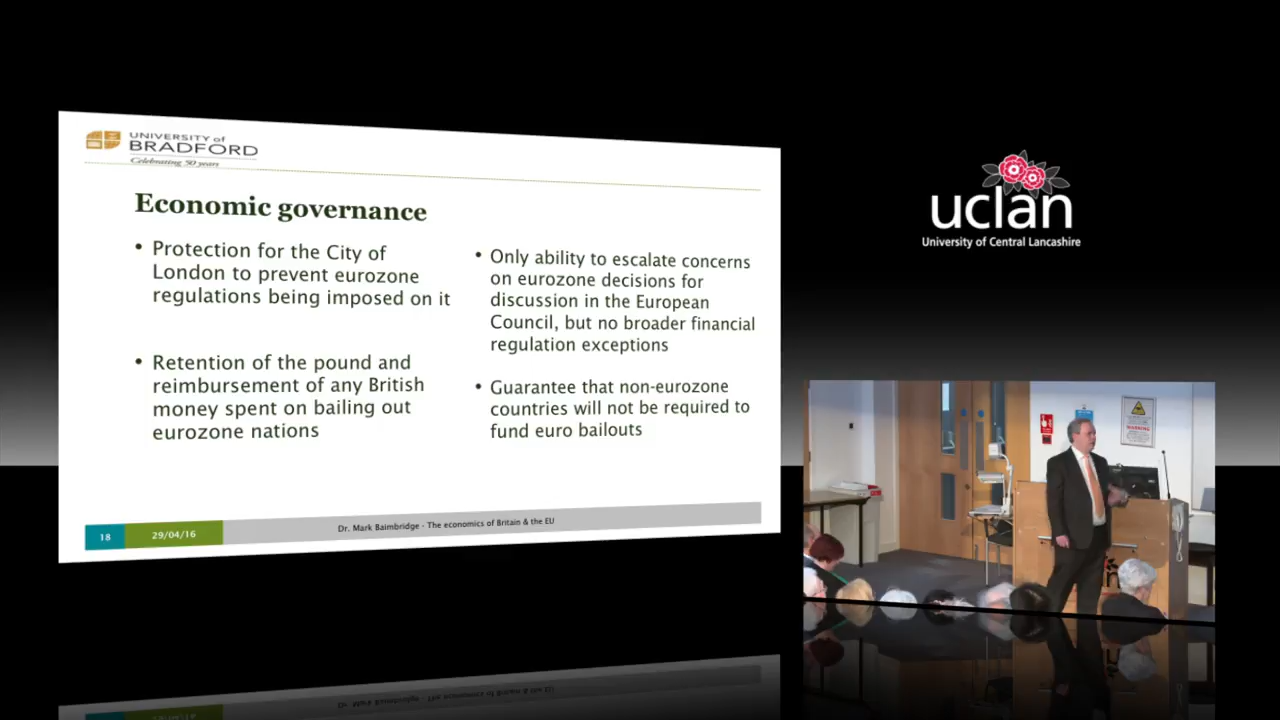 UNIVERSITY of
BRADFORD
Celebrating 50 years
Economic governance
• Protection for the City of
London to prevent eurozone
regulations being imposed on it
• Retention of the pound and
reimbursement of any British
money spent on bailing out
eurozone nations
• Only ability to escalate concerns
on eurozone decisions for
discussion in the European
Council, but no broader financial
regulation exceptions
• Guarantee that non-eurozone
countries will not be required to
fund euro bailouts
18
29/04/16
Dr. Mark Baimbridge - The economics of Britain & the EU
uclan
University of Central Lancashire
WARNING